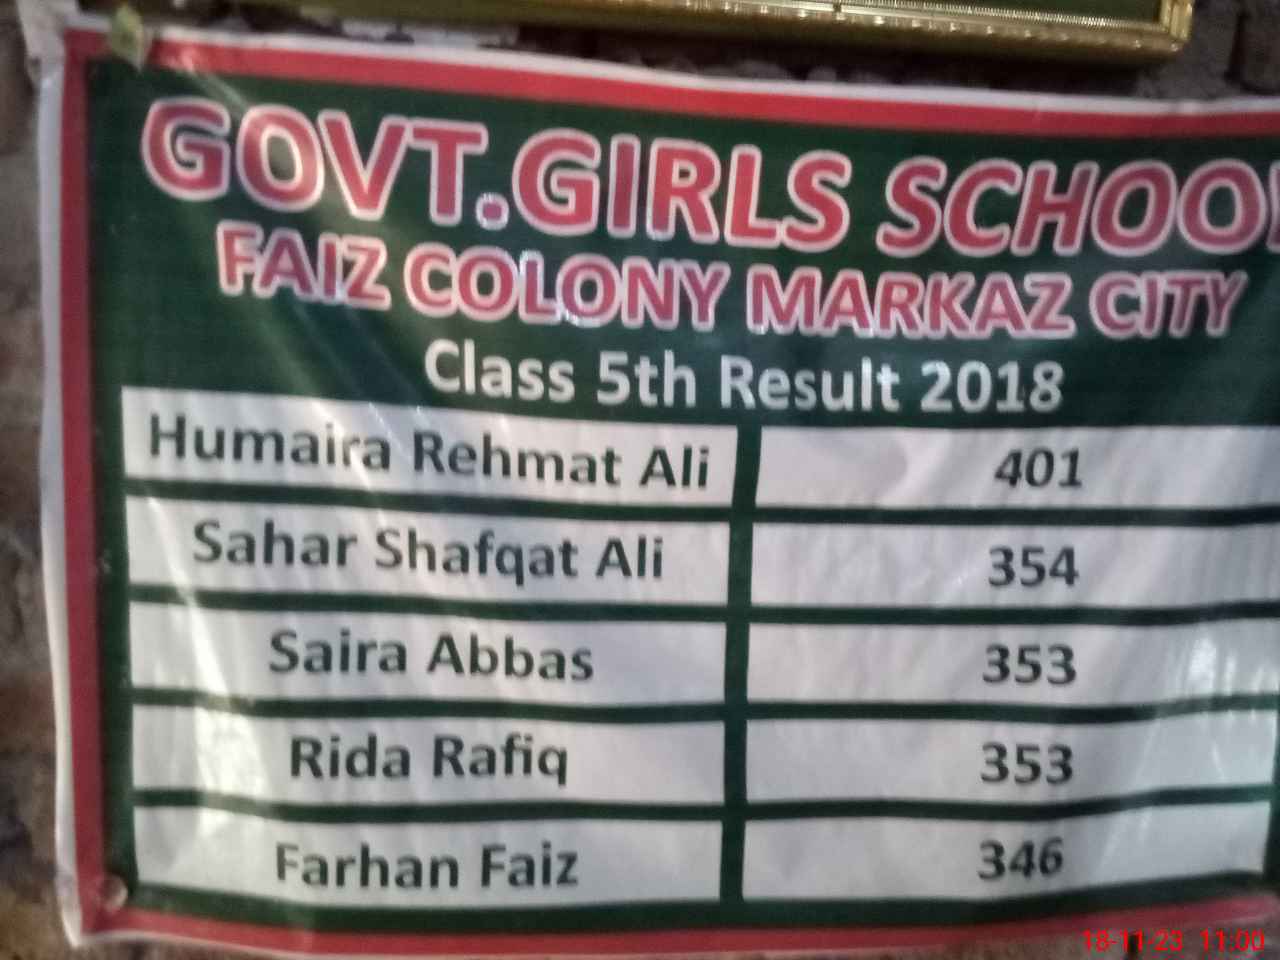 GOVT.GIRLS SCHOOL
FAIZ COLONY MARKAZ CITY
Class 5th Result 2018
Humaira Rehmat Ali 401
Sahar Shafqat Ali 354
Saira Abbas 353
Rida Rafiq 353
Farhan Faiz 346
18-11-23 11:00